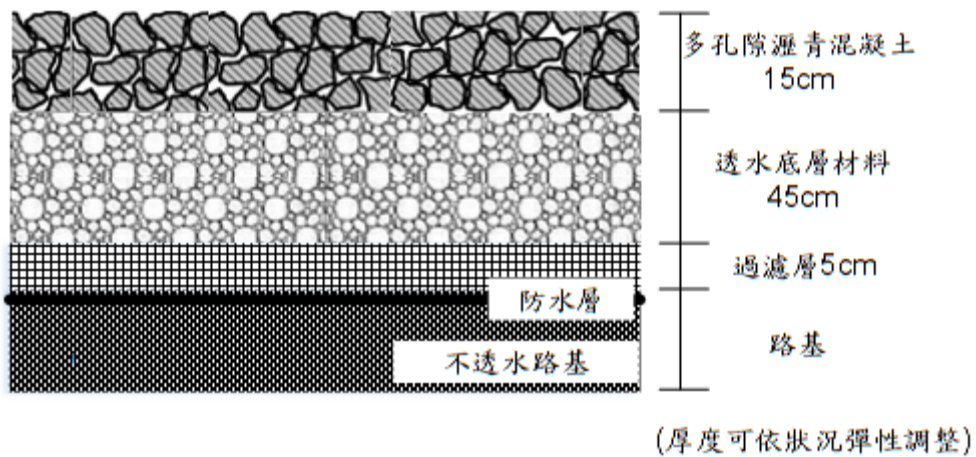 多孔隙瀝青混凝土
15cm
透水底層材料
45cm
過濾層5cm
防水層
路基
不透水路基
(厚度可依狀況彈性調整)